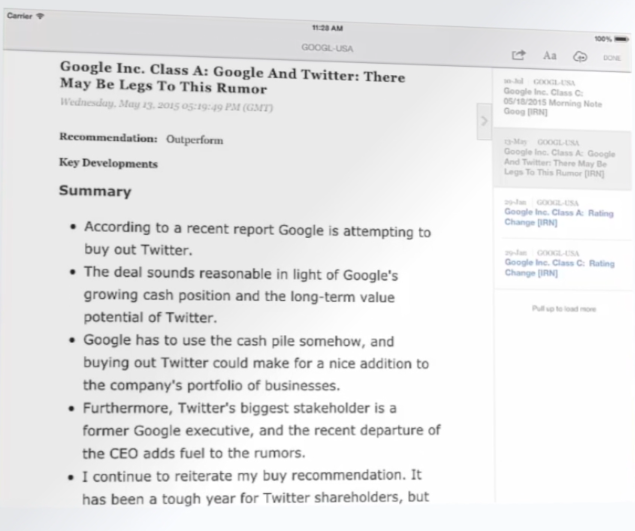 Carrier
11:28 AM
100%
GOOGL-USA
Aa
DONE
Google Inc. Class A: Google And Twitter: There
May Be Legs To This Rumor
Wednesday, May 13, 2015 05:19:49 PM (GMT)
Recommendation: Outperform
Key Developments
Summary
• According to a recent report Google is attempting to
buy out Twitter.
• The deal sounds reasonable in light of Google's
growing cash position and the long-term value
potential of Twitter.
• Google has to use the cash pile somehow, and
buying out Twitter could make for a nice addition to
the company's portfolio of businesses.
• Furthermore, Twitter's biggest stakeholder is a
former Google executive, and the recent departure of
the CEO adds fuel to the rumors.
• I continue to reiterate my buy recommendation. It
has been a tough year for Twitter shareholders, but
GOOGL-USA
Google Inc. Class C:
05/18/2015 Morning Note
Goog [IRN]
13-May GOOGL-USA
Google Inc. Class A: Google
And Twitter: There May Be
Legs To This Rumor [IRN]
GOOGL-USA
Google Inc. Class A: Rating
Change [IRN]
GOOGL-USA
Google Inc. Class C: Rating
Change [IRN]
Pull up to load more